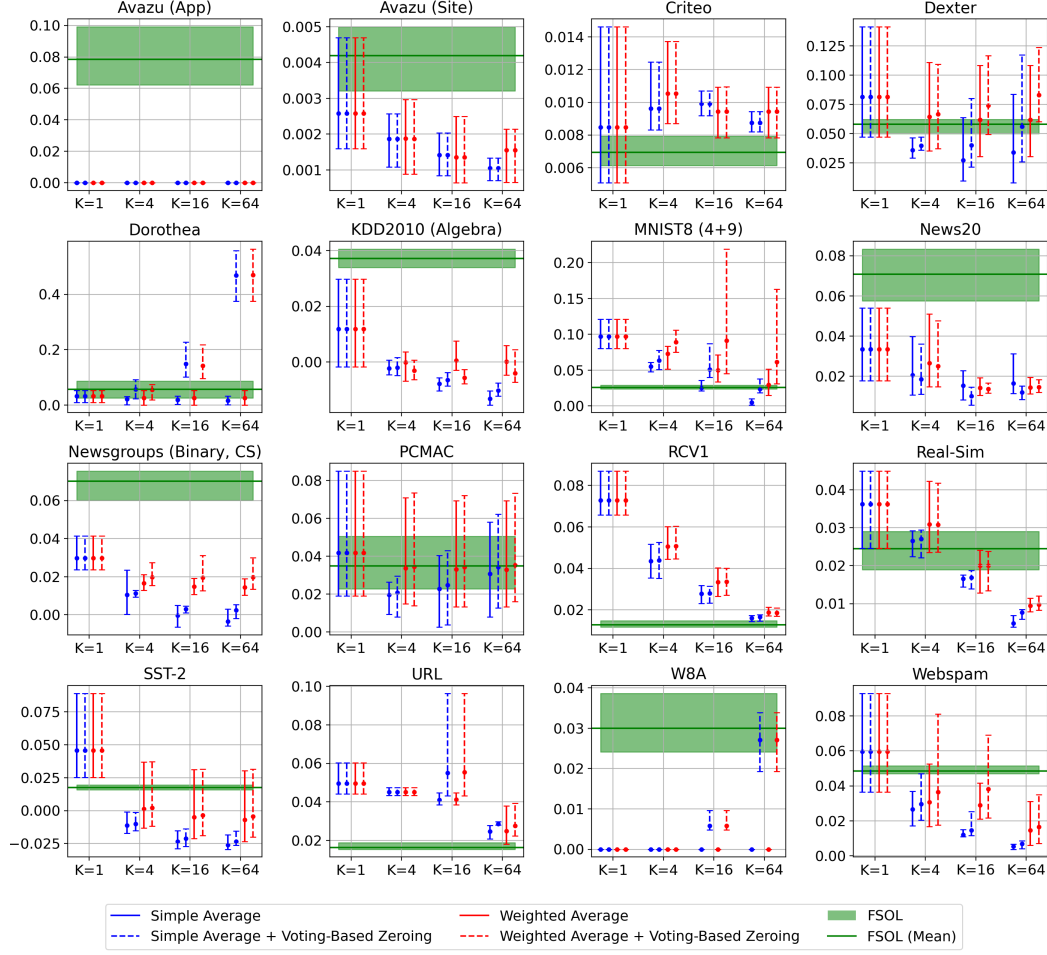 Avazu (App)
0.10
0.08
0.06
0.04
0.02
0.00
K=1 K=4 K=16 K=64
Avazu (Site)
0.005
0.004
0.003
0.002
0.001
K=1 K=4 K=16 K=64
Criteo
0.014
0.012
0.010
0.008
0.006
K=1 K=4 K=16 K=64
Dexter
0.125
0.100
0.075
0.050
0.025
K=1 K=4 K=16 K=64
Dorothea
0.4
0.2
0.0
K=1 K=4 K=16 K=64
KDD2010 (Algebra)
0.04
0.02
0.00
K=1 K=4 K=16 K=64
MNIST8 (4+9)
0.20
0.15
0.10
0.05
0.00
K=1 K=4 K=16 K=64
News20
0.08
0.06
0.04
0.02
K=1 K=4 K=16 K=64
Newsgroups (Binary, CS)
0.06
0.04
0.02
0.00
K=1 K=4 K=16 K=64
PCMAC
0.08
0.06
0.04
0.02
0.00
K=1 K=4 K=16 K=64
RCV1
0.08
0.06
0.04
0.02
K=1 K=4 K=16 K=64
Real-Sim
0.04
0.03
0.02
0.01
K=1 K=4 K=16 K=64
SST-2
0.075
0.050
0.025
0.000
−0.025
K=1 K=4 K=16 K=64
URL
0.10
0.08
0.06
0.04
0.02
K=1 K=4 K=16 K=64
W8A
0.04
0.03
0.02
0.01
0.00
K=1 K=4 K=16 K=64
Webspam
0.08
0.06
0.04
0.02
0.00
K=1 K=4 K=16 K=64
Simple Average
Simple Average + Voting-Based Zeroing
Weighted Average
Weighted Average + Voting-Based Zeroing
FSOL
FSOL (Mean)